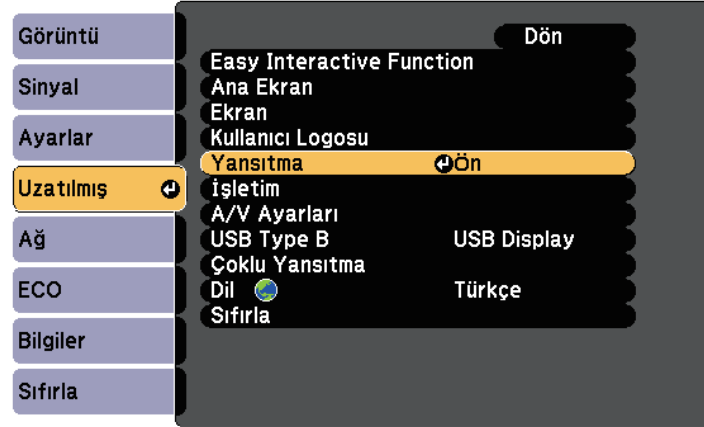 Görüntü
Sinyal
Ayarlar
Uzatılmış
Ağ
ECO
Bilgiler
Sıfırla
Dön
Easy Interactive Function
Ana Ekran
Ekran
Kullanıcı Logosu
Yansıtma Ön
İşletim
A/V Ayarları
USB Type B USB Display
Çoklu Yansıtma
Dil Türkçe
Sıfırla